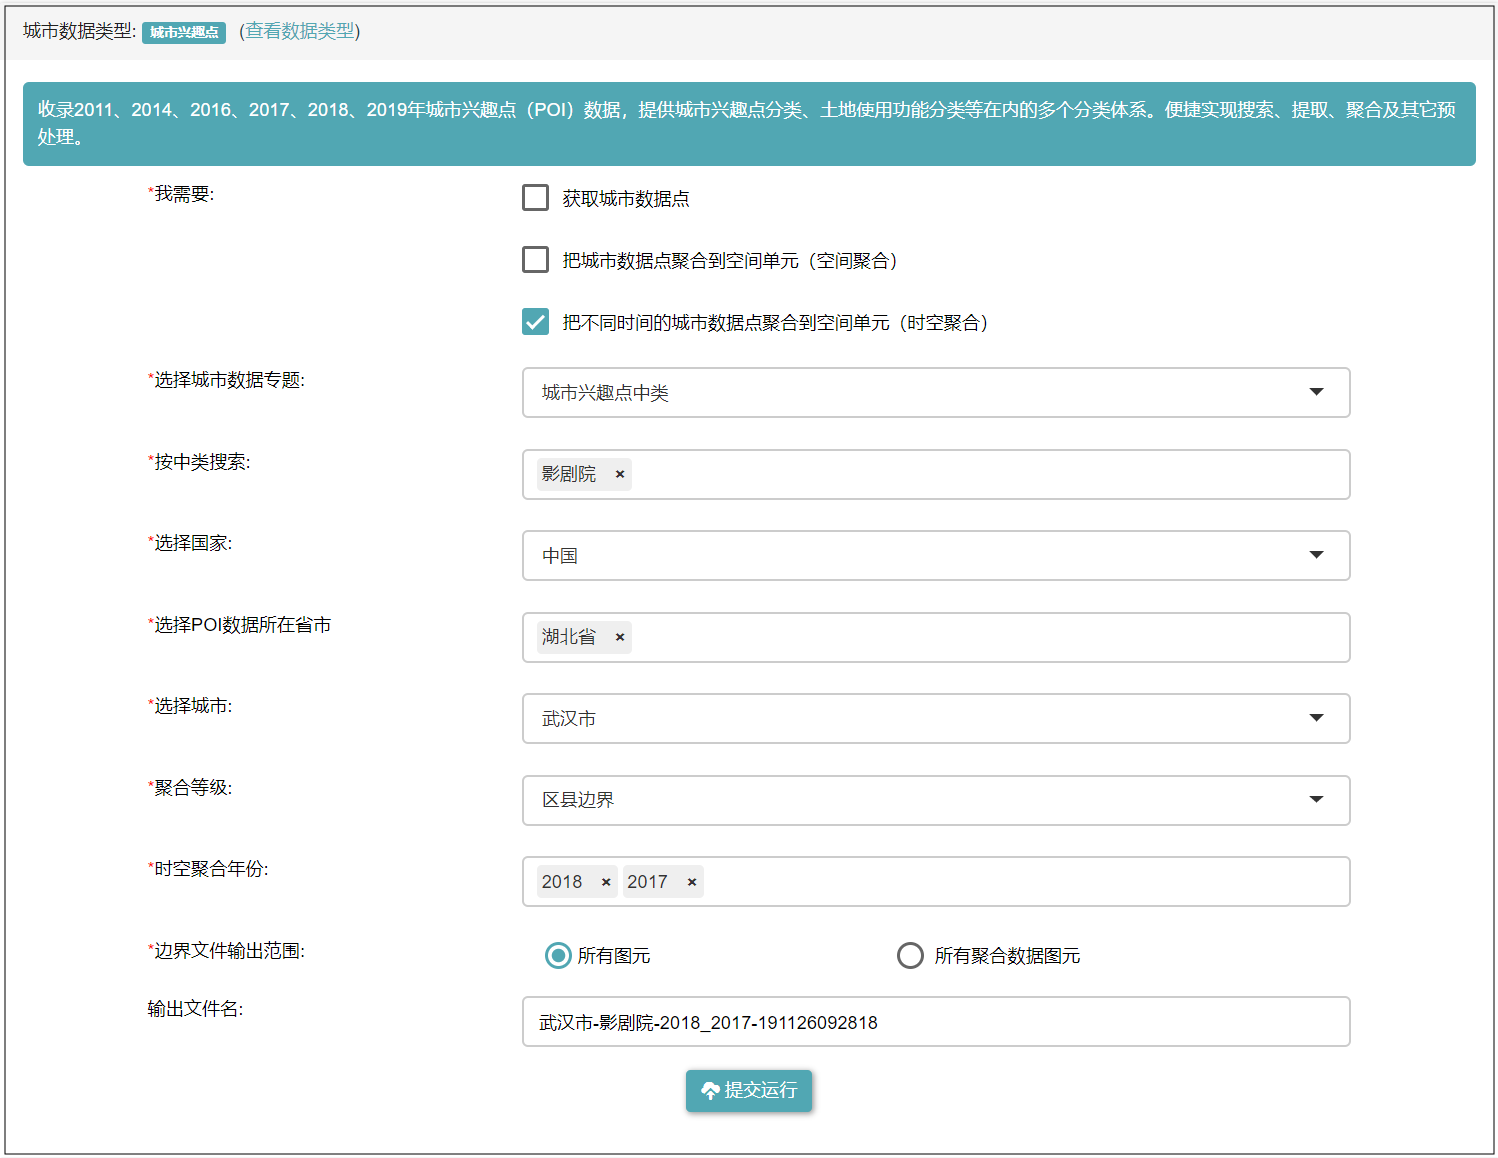 城市数据类型: 城市兴趣点 (查看数据类型)
收录2011、2014、2016、2017、2018、2019年城市兴趣点（POI）数据，提供城市兴趣点分类、土地使用功能分类等在内的多个分类体系。便捷实现搜索、提取、聚合及其它预
处理。
*我需要: 获取城市数据点
把城市数据点聚合到空间单元（空间聚合）
把不同时间的城市数据点聚合到空间单元（时空聚合）
*选择城市数据专题: 城市兴趣点中类
*按中类搜索: 影剧院 ×
*选择国家: 中国
*选择POI数据所在省市 湖北省 ×
*选择城市: 武汉市
*聚合等级: 区县边界
*时空聚合年份: 2018 × 2017 ×
*边界文件输出范围: 所有图元 所有聚合数据图元
输出文件名: 武汉市-影剧院-2018_2017-191126092818
提交运行